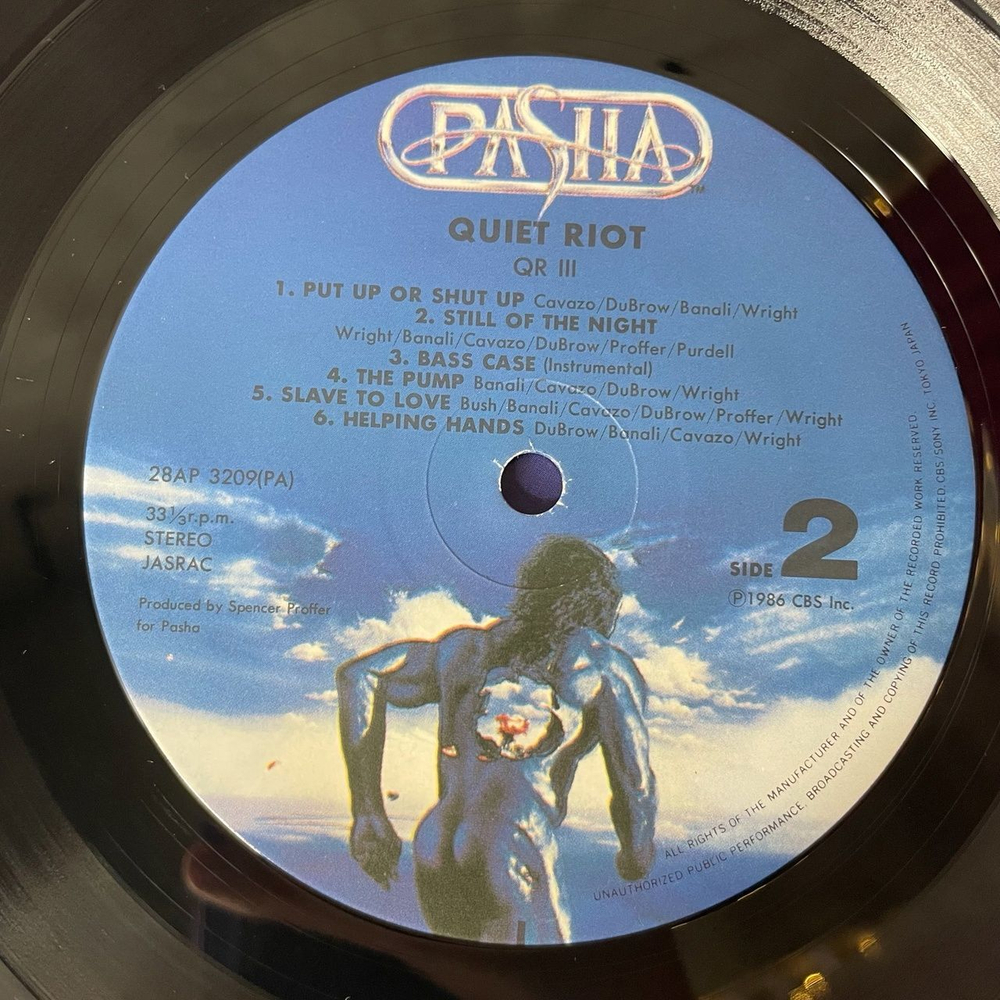 PASHA™
QUIET RIOT
QR III
1. PUT UP OR SHUT UP Cavazo/DuBrow/Banali/Wright
2. STILL OF THE NIGHT
Wright/Banali/Cavazo/DuBrow/Proffer/Purdell
3. BASS CASE (Instrumental)
4. THE PUMP Banali/Cavazo/DuBrow/Wright
5. SLAVE TO LOVE Bush/Banali/Cavazo/DuBrow/Proffer/Wright
6. HELPING HANDS DuBrow/Banali/Cavazo/Wright
28AP 3209(PA)
33⅓r.p.m.
STEREO
JASRAC
Produced by Spencer Proffer
for Pasha
SIDE 2
Ⓟ1986 CBS Inc.
ALL RIGHTS OF THE MANUFACTURER AND OF THE OWNER OF THE RECORDED WORK RESERVED.
UNAUTHORIZED PUBLIC PERFORMANCE, BROADCASTING AND COPYING OF THIS RECORD PROHIBITED. CBS/SONY INC. TOKYO JAPAN